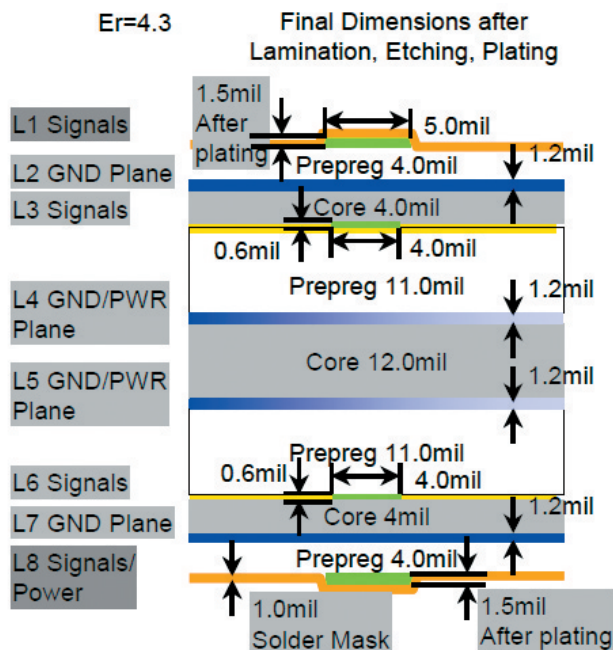 Er=4.3
Final Dimensions after
Lamination, Etching, Plating
1.5mil
After
plating
L1 Signals
5.0mil
Prepreg 4.0mil
1.2mil
L2 GND Plane
L3 Signals
Core 4.0mil
0.6mil
4.0mil
Prepreg 11.0mil
L4 GND/PWR
Plane
1.2mil
Core 12.0mil
L5 GND/PWR
Plane
1.2mil
Prepreg 11.0mil
0.6mil
4.0mil
L6 Signals
1.2mil
L7 GND Plane
Core 4mil
Prepreg 4.0mil
L8 Signals/
Power
1.0mil
Solder Mask
1.5mil
After plating